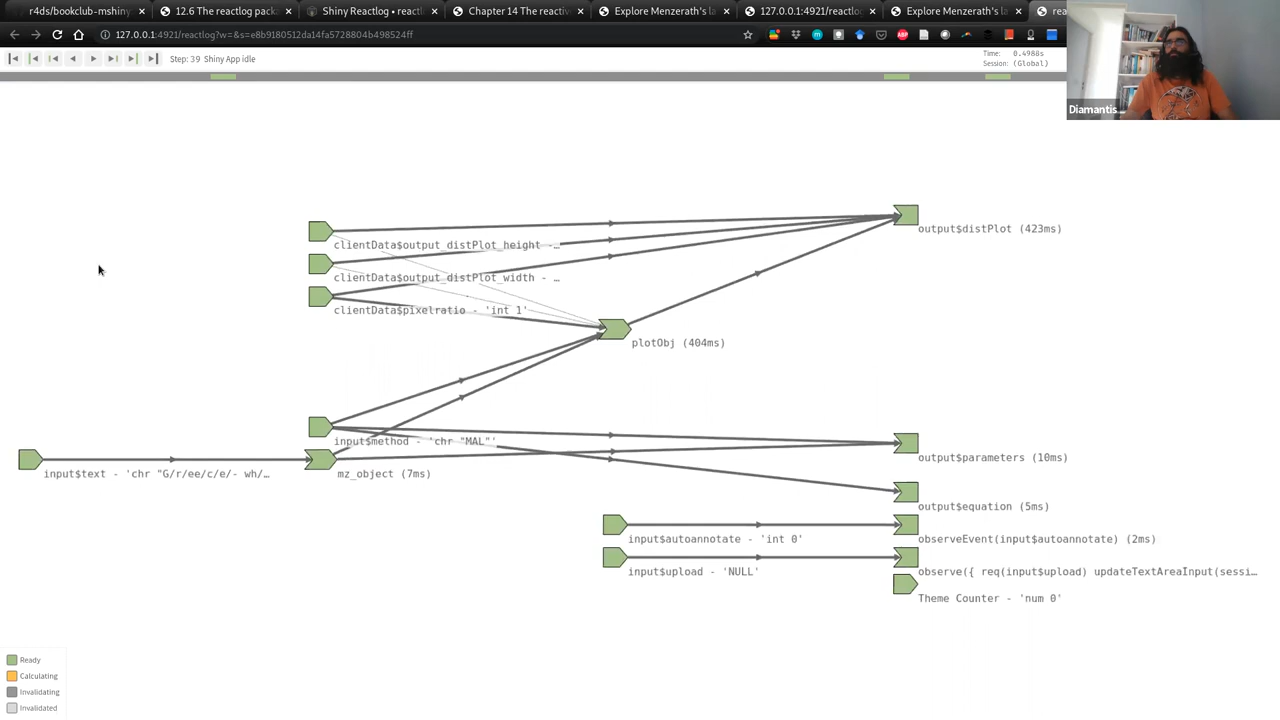 r4ds/bookclub-mshiny
12.6 The reactlog pack
Shiny Reactlog • reactl
Chapter 14 The reactive
Explore Menzerath's la
127.0.0.1:4921/reactlog
Explore Menzerath's la
rea
127.0.0.1:4921/reactlog?w=&s=e8b9180512da14fa5728804b498524ff
Step: 39 Shiny App idle
Time: 0.4988s
Session: (Global)
Diamantis...
output$distPlot (423ms)
clientData$output_distPlot_height -…
clientData$output_distPlot_width - …
clientData$pixelratio - 'int 1'
plotObj (404ms)
input$method - 'chr "MAL"'
output$parameters (10ms)
input$text - 'chr "G/r/ee/c/e/- wh/…
mz_object (7ms)
output$equation (5ms)
input$autoannotate - 'int 0'
observeEvent(input$autoannotate) (2ms)
input$upload - 'NULL'
observe({ req(input$upload) updateTextAreaInput(sessi…
Theme Counter - 'num 0'
Ready
Calculating
Invalidating
Invalidated